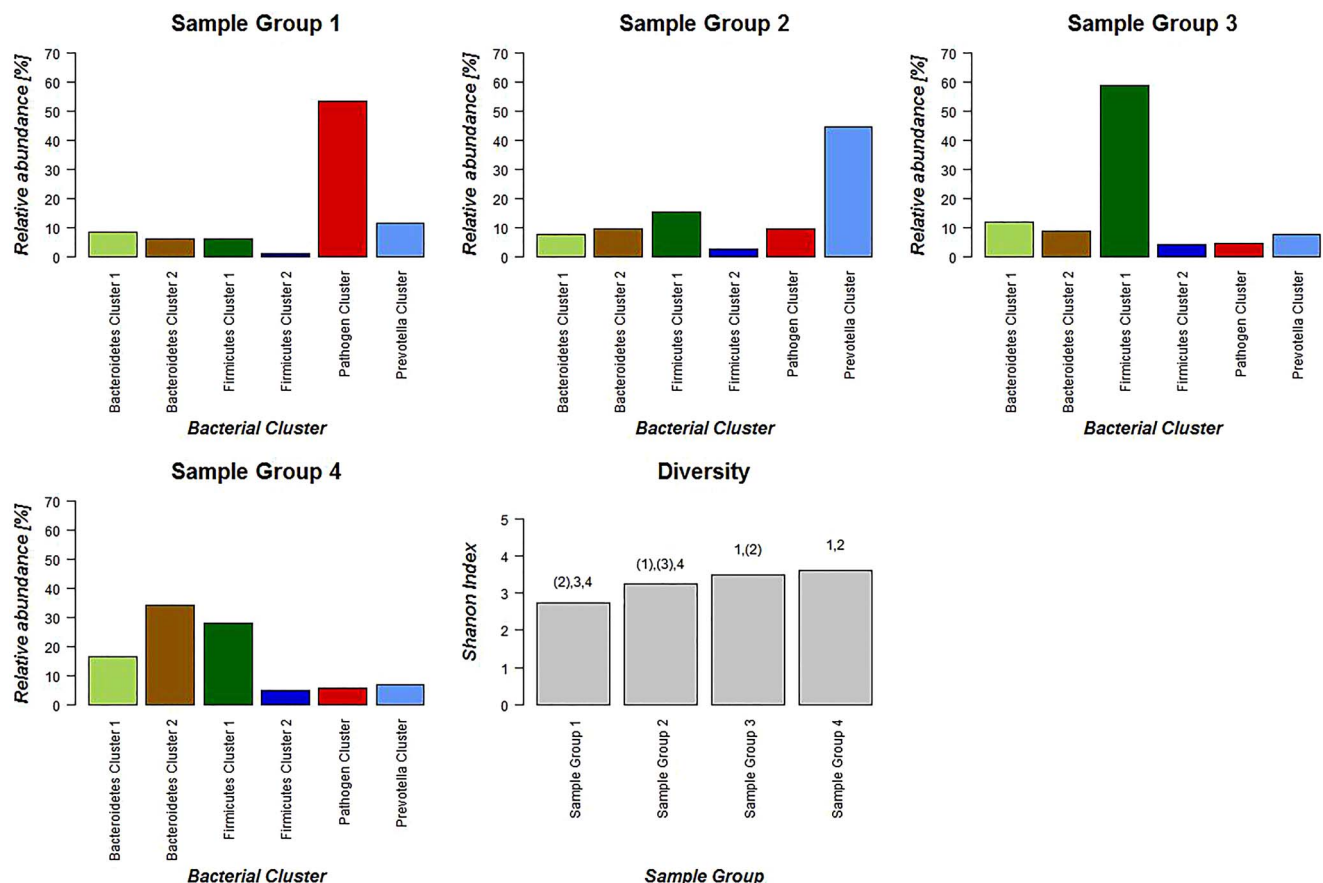 Sample Group 1
Relative abundance [%]
70
60
50
40
30
20
10
0
Bacteroidetes Cluster 1
Bacteroidetes Cluster 2
Firmicutes Cluster 1
Firmicutes Cluster 2
Pathogen Cluster
Prevotella Cluster
Bacterial Cluster
Sample Group 2
Relative abundance [%]
70
60
50
40
30
20
10
0
Bacteroidetes Cluster 1
Bacteroidetes Cluster 2
Firmicutes Cluster 1
Firmicutes Cluster 2
Pathogen Cluster
Prevotella Cluster
Bacterial Cluster
Sample Group 3
Relative abundance [%]
70
60
50
40
30
20
10
0
Bacteroidetes Cluster 1
Bacteroidetes Cluster 2
Firmicutes Cluster 1
Firmicutes Cluster 2
Pathogen Cluster
Prevotella Cluster
Bacterial Cluster
Sample Group 4
Relative abundance [%]
70
60
50
40
30
20
10
0
Bacteroidetes Cluster 1
Bacteroidetes Cluster 2
Firmicutes Cluster 1
Firmicutes Cluster 2
Pathogen Cluster
Prevotella Cluster
Bacterial Cluster
Diversity
Shanon Index
5
4
3
2
1
0
(2),3,4
(1),(3),4
1,(2)
1,2
Sample Group 1
Sample Group 2
Sample Group 3
Sample Group 4
Sample Group